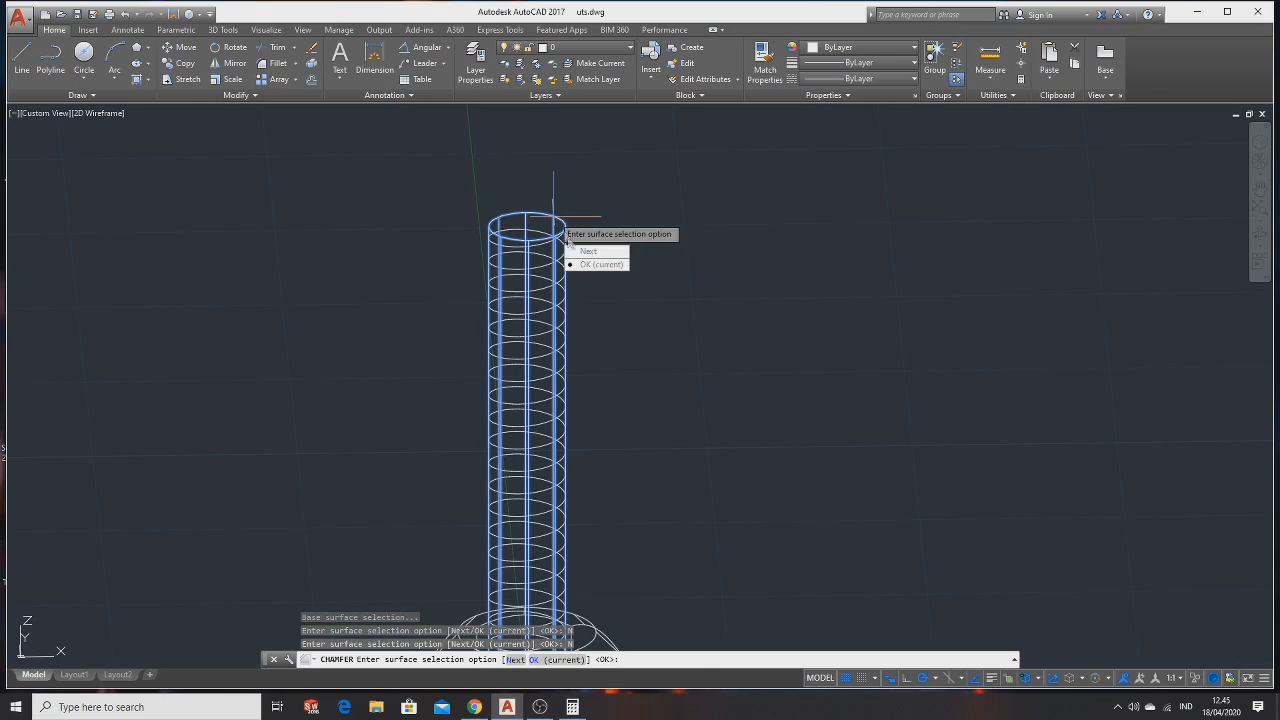 Autodesk AutoCAD 2017 uts.dwg
Type a keyword or phrase
Sign In
Home Insert Annotate Parametric 3D Tools Visualize View Manage Output Add-ins A360 Express Tools Featured Apps BIM 360 Performance
Line Polyline Circle Arc
Move Rotate Trim
Copy Mirror Fillet
Stretch Scale Array
Text Dimension
Angular
Leader
Table
Layer Properties
0
Make Current
Match Layer
Insert
Create
Edit
Edit Attributes
Match Properties
ByLayer
ByLayer
ByLayer
Group
Measure
Paste
Base
Draw Modify Annotation Layers Block Properties Groups Utilities Clipboard View
[−][Custom View][2D Wireframe]
Enter surface selection option
Next
OK (current)
Z
Y
X
Base surface selection...
Enter surface selection option [Next/OK (current)] <OK>: N
Enter surface selection option [Next/OK (current)] <OK>: N
CHAMFER Enter surface selection option [Next OK (current)] <OK>:
Model Layout1 Layout2 +
MODEL
1:1
Type here to search
IND
12.45
18/04/2020